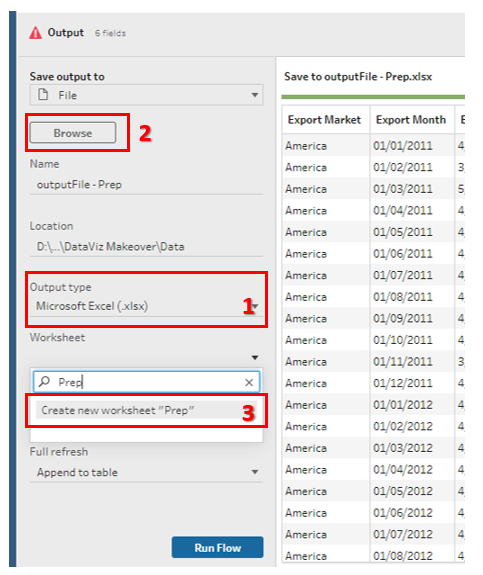 Output 6 fields
Save output to
File
Browse 2
Name
outputFile - Prep
Location
D:\...\DataViz Makeover\Data
Output type
Microsoft Excel (.xlsx) 1
Worksheet
Prep
Create new worksheet "Prep" 3
Full refresh
Append to table
Run Flow
Save to outputFile - Prep.xlsx
Export Market Export Month E
America 01/01/2011 4,
America 01/02/2011 3,
America 01/03/2011 5,
America 01/04/2011 4,
America 01/05/2011 4,
America 01/06/2011 4,
America 01/07/2011 4,
America 01/08/2011 4,
America 01/09/2011 4,
America 01/10/2011 4,
America 01/11/2011 3,
America 01/12/2011 4,
America 01/01/2012 4,
America 01/02/2012 4,
America 01/03/2012 4,
America 01/04/2012 4,
America 01/05/2012 4,
America 01/06/2012 4,
America 01/07/2012 4,
America 01/08/2012 4,